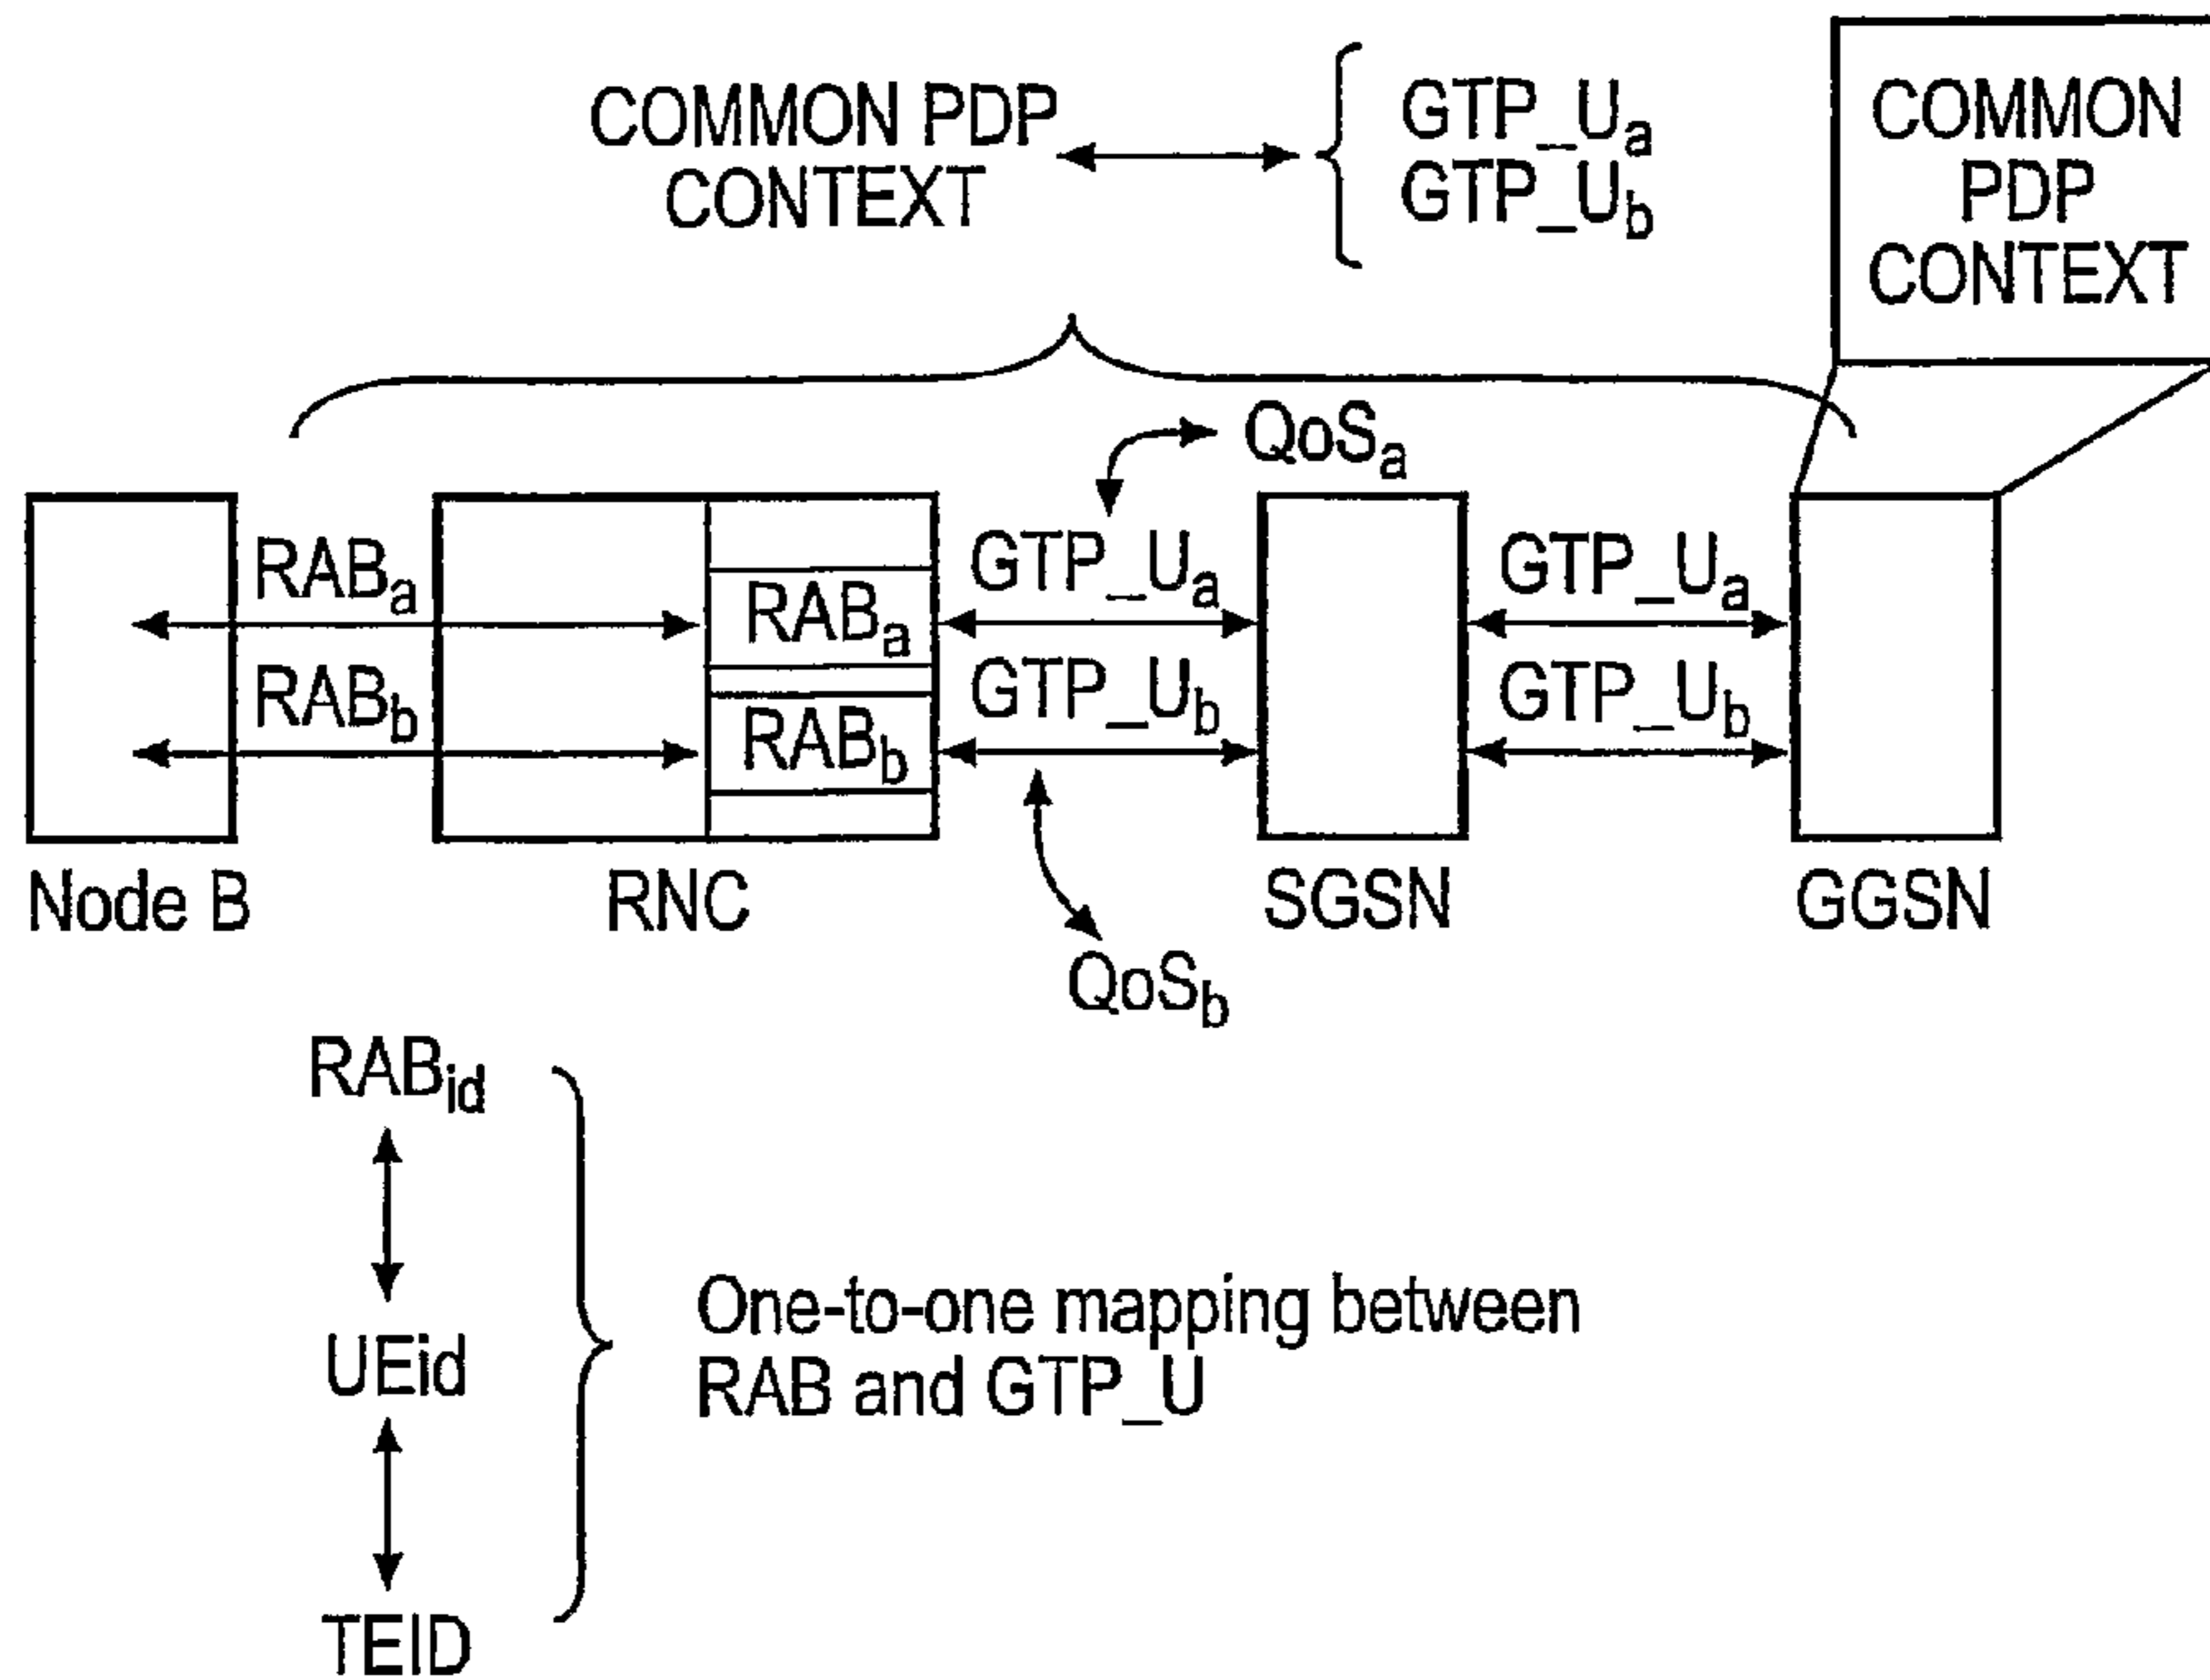 COMMON PDP
CONTEXT
GTP_Ua
GTP_Ub
COMMON
PDP
CONTEXT
QoSa
RABa
RABb
RABa
RABb
GTP_Ua
GTP_Ub
GTP_Ua
GTP_Ub
Node B
RNC
SGSN
GGSN
QoSb
RABid
UEid
TEID
One-to-one mapping between
RAB and GTP_U